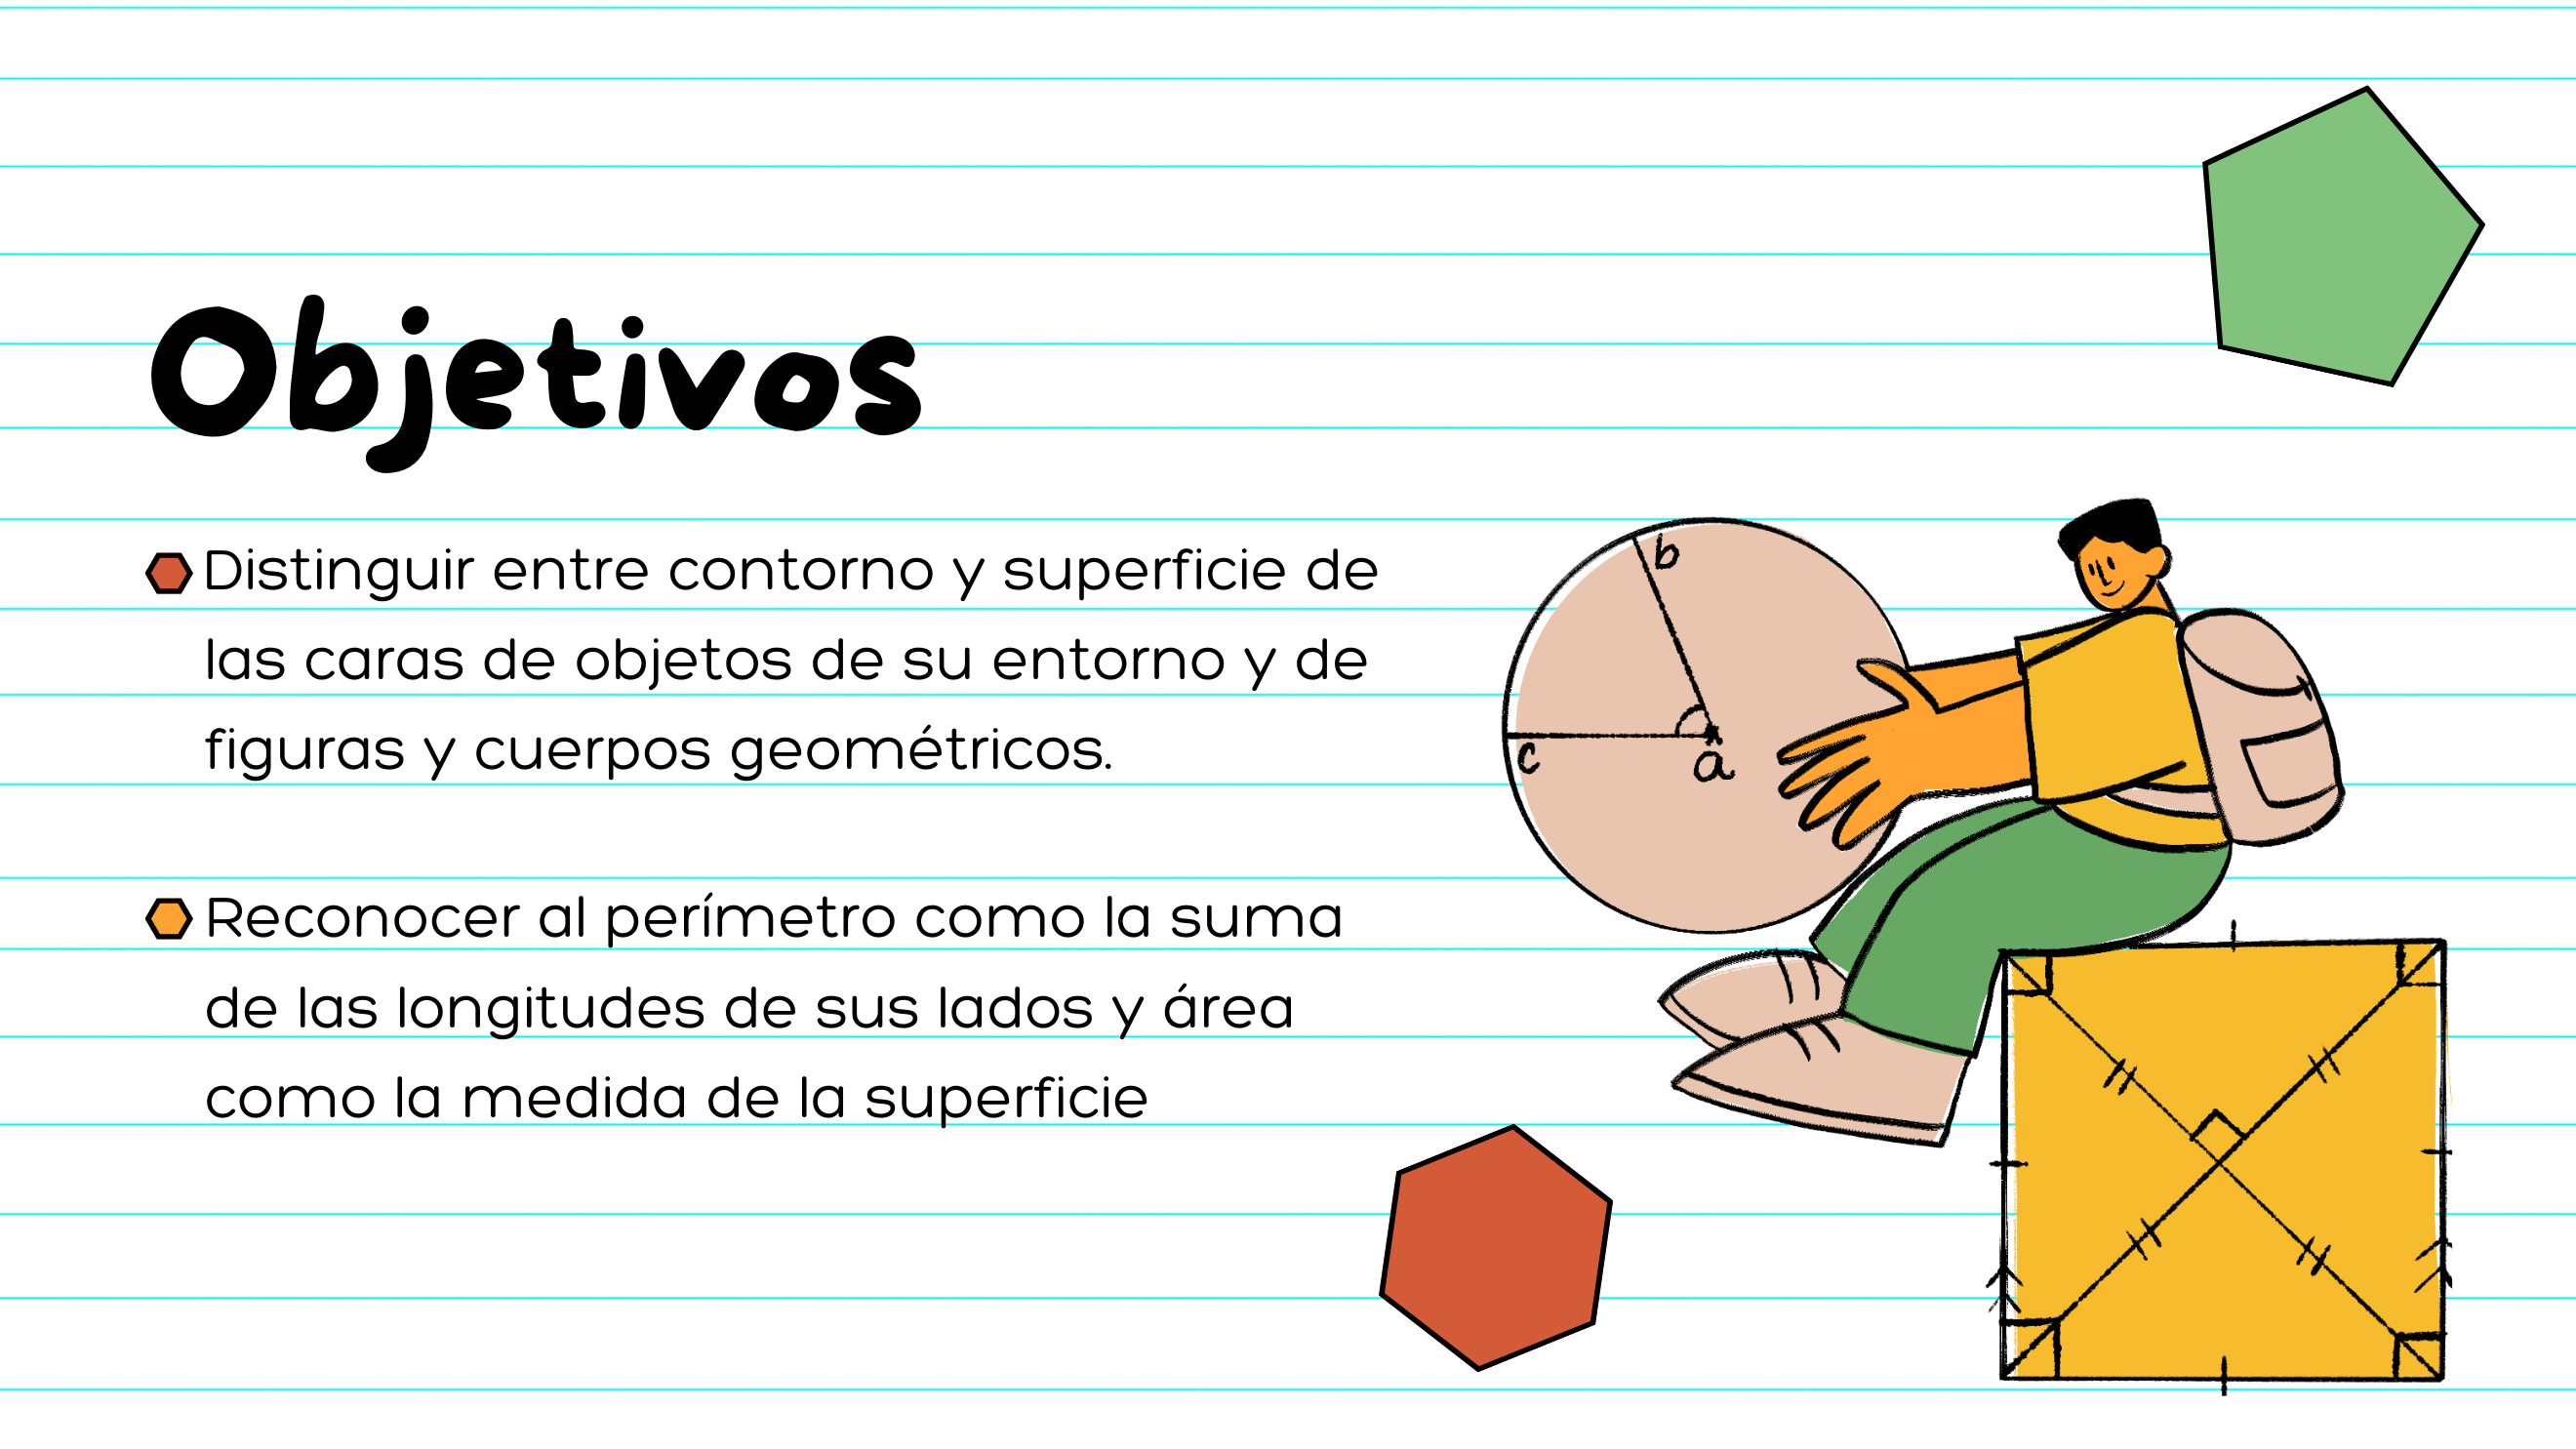 Objetivos
Distinguir entre contorno y superficie de
las caras de objetos de su entorno y de
figuras y cuerpos geométricos.
Reconocer al perímetro como la suma
de las longitudes de sus lados y área
como la medida de la superficie
b
c
a